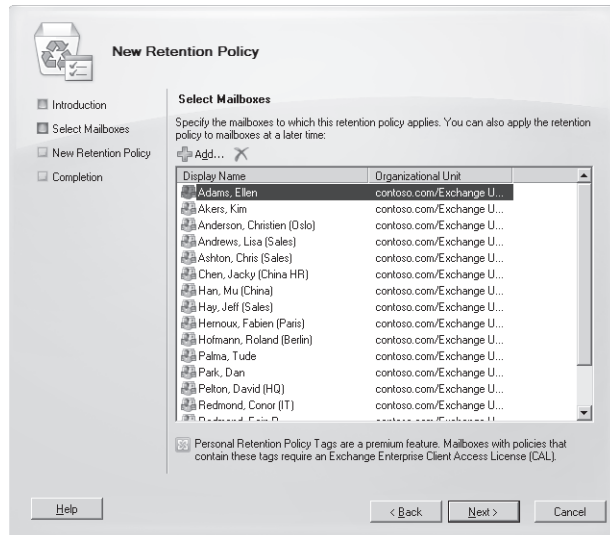 New Retention Policy
Introduction
Select Mailboxes
New Retention Policy
Completion
Select Mailboxes
Specify the mailboxes to which this retention policy applies. You can also apply the retention
policy to mailboxes at a later time:
Add...
Display Name Organizational Unit
Adams, Ellen contoso.com/Exchange U...
Akers, Kim contoso.com/Exchange U...
Anderson, Christien (Oslo) contoso.com/Exchange U...
Andrews, Lisa (Sales) contoso.com/Exchange U...
Ashton, Chris (Sales) contoso.com/Exchange U...
Chen, Jacky (China HR) contoso.com/Exchange U...
Han, Mu (China) contoso.com/Exchange U...
Hay, Jeff (Sales) contoso.com/Exchange U...
Hernoux, Fabien (Paris) contoso.com/Exchange U...
Hofmann, Roland (Berlin) contoso.com/Exchange U...
Palma, Tude contoso.com/Exchange U...
Park, Dan contoso.com/Exchange U...
Pelton, David (HQ) contoso.com/Exchange U...
Redmond, Conor (IT) contoso.com/Exchange U...
Personal Retention Policy Tags are a premium feature. Mailboxes with policies that
contain these tags require an Exchange Enterprise Client Access License (CAL).
Help
< Back
Next >
Cancel